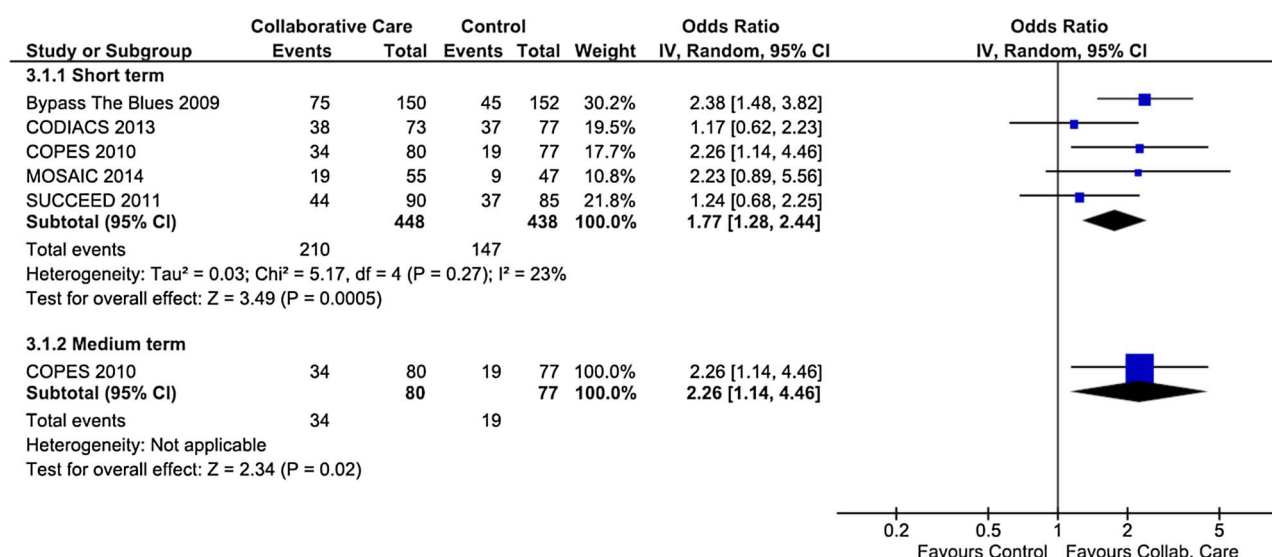 Collaborative Care Control Odds Ratio Odds Ratio
Study or Subgroup Events Total Events Total Weight IV, Random, 95% CI IV, Random, 95% CI
3.1.1 Short term
Bypass The Blues 2009 75 150 45 152 30.2% 2.38 [1.48, 3.82]
CODIACS 2013 38 73 37 77 19.5% 1.17 [0.62, 2.23]
COPES 2010 34 80 19 77 17.7% 2.26 [1.14, 4.46]
MOSAIC 2014 19 55 9 47 10.8% 2.23 [0.89, 5.56]
SUCCEED 2011 44 90 37 85 21.8% 1.24 [0.68, 2.25]
Subtotal (95% CI) 448 438 100.0% 1.77 [1.28, 2.44]
Total events 210 147
Heterogeneity: Tau² = 0.03; Chi² = 5.17, df = 4 (P = 0.27); I² = 23%
Test for overall effect: Z = 3.49 (P = 0.0005)
3.1.2 Medium term
COPES 2010 34 80 19 77 100.0% 2.26 [1.14, 4.46]
Subtotal (95% CI) 80 77 100.0% 2.26 [1.14, 4.46]
Total events 34 19
Heterogeneity: Not applicable
Test for overall effect: Z = 2.34 (P = 0.02)
0.2 0.5 1 2 5
Favours Control Favours Collab. Care